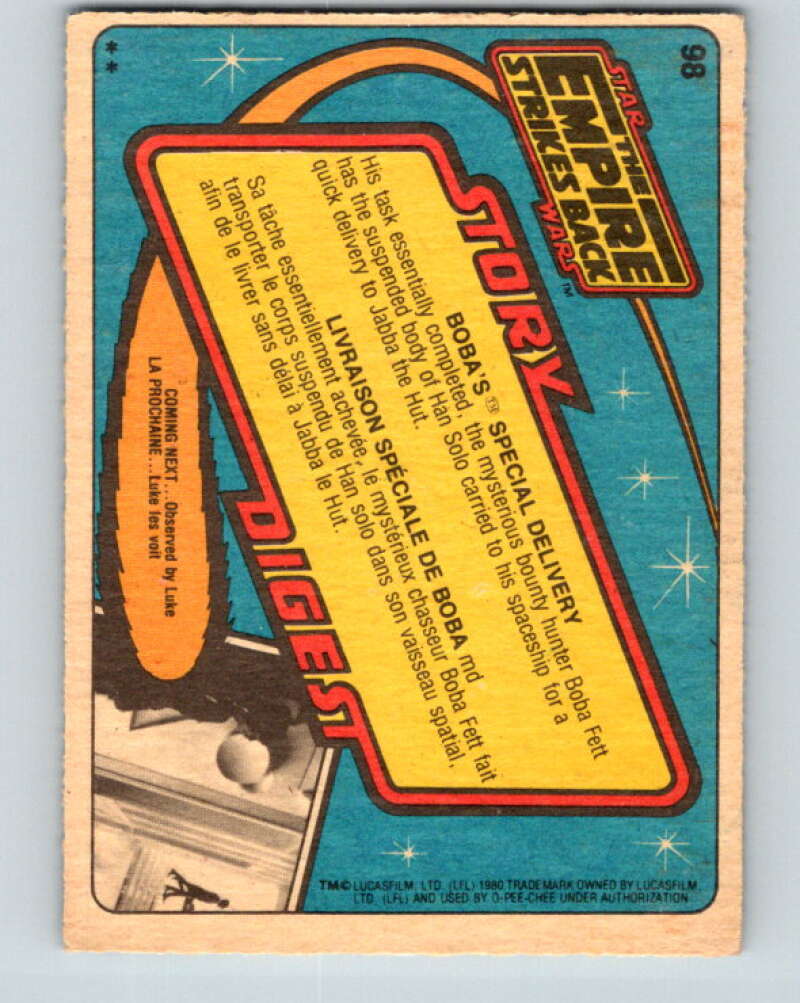 98
STAR
THE
EMPIRE
STRIKES BACK
WARS™
STORY
BOBA'S TM SPECIAL DELIVERY
His task essentially completed, the mysterious bounty hunter Boba Fett
has the suspended body of Han Solo carried to his spaceship for a
quick delivery to Jabba the Hut.
LIVRAISON SPÉCIALE DE BOBA md
Sa tâche essentiellement achevée, le mystérieux chasseur Boba Fett fait
transporter le corps suspendu de Han solo dans son vaisseau spatial,
afin de le livrer sans délai à Jabba le Hut.
DIGEST
COMING NEXT...Observed by Luke
LA PROCHAINE...Luke les voit
**
TM© LUCASFILM, LTD. (LFL) 1980 TRADEMARK OWNED BY LUCASFILM,
LTD. (LFL) AND USED BY O-PEE-CHEE UNDER AUTHORIZATION